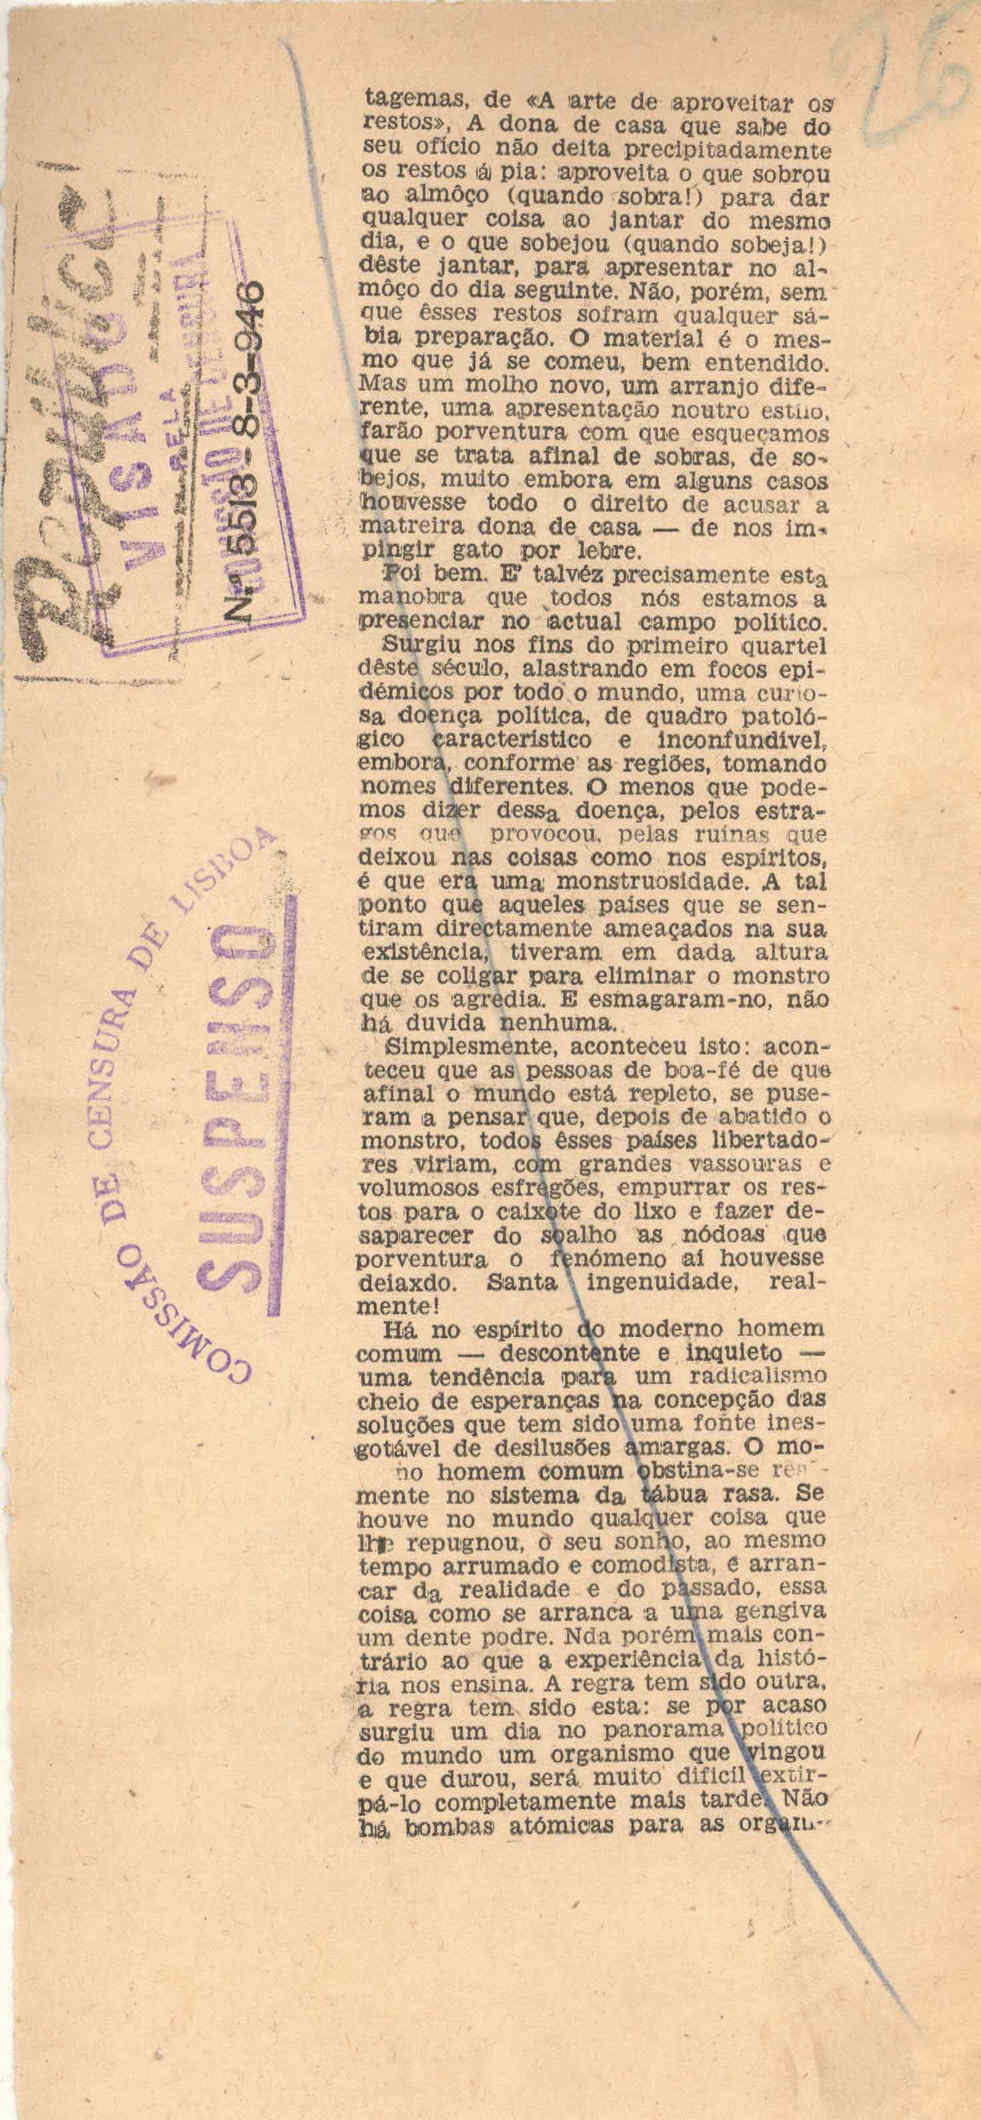 26
tagemas, de «A arte de aproveitar os
restos», A dona de casa que sabe do
seu ofício não deita precipitadamente
os restos á pia: aproveita o que sobrou
ao almôço (quando sobra!) para dar
qualquer coisa ao jantar do mesmo
dia, e o que sobejou (quando sobeja!)
dêste jantar, para apresentar no al-
môço do dia seguinte. Não, porém, sem
que êsses restos sofram qualquer sá-
bia preparação. O material é o mes-
mo que já se comeu, bem entendido.
Mas um molho novo, um arranjo dife-
rente, uma apresentação noutro estilo,
farão porventura com que esqueçamos
que se trata afinal de sobras, de so-
bejos, muito embora em alguns casos
houvesse todo o direito de acusar a
matreira dona de casa — de nos im-
pingir gato por lebre.
Poi bem. E' talvéz precisamente esta
manobra que todos nós estamos a
presenciar no actual campo político.
Surgiu nos fins do primeiro quartel
dêste século, alastrando em focos epi-
démicos por todo o mundo, uma curio-
sa doença política, de quadro patoló-
gico caracteristico e inconfundivel,
embora, conforme as regiões, tomando
nomes diferentes. O menos que pode-
mos dizer dessa doença, pelos estra-
gos que provocou, pelas ruinas que
deixou nas coisas como nos espíritos,
é que era uma monstruosidade. A tal
ponto que aqueles países que se sen-
tiram directamente ameaçados na sua
existência, tiveram em dada altura
de se coligar para eliminar o monstro
que os agredia. E esmagaram-no, não
há duvida nenhuma.
Simplesmente, aconteceu isto: acon-
teceu que as pessoas de boa-fé de que
afinal o mundo está repleto, se puse-
ram a pensar que, depois de abatido o
monstro, todos êsses países libertado-
res viriam, com grandes vassouras e
volumosos esfregões, empurrar os res-
tos para o caixote do lixo e fazer de-
saparecer do soalho as nódoas que
porventura o fenómeno aí houvesse
deiaxdo. Santa ingenuidade, real-
mente!
Há no espírito do moderno homem
comum — descontente e inquieto —
uma tendência para um radicalismo
cheio de esperanças na concepção das
soluções que tem sido uma fonte ines-
gotável de desilusões amargas. O mo-
no homem comum obstina-se real-
mente no sistema da tábua rasa. Se
houve no mundo qualquer coisa que
lhe repugnou, o seu sonho, ao mesmo
tempo arrumado e comodista, é arran-
car da realidade e do passado, essa
coisa como se arranca a uma gengiva
um dente podre. Nda porém mais con-
trário ao que a experiência da histó-
ria nos ensina. A regra tem sido outra,
a regra tem sido esta: se por acaso
surgiu um dia no panorama político
do mundo um organismo que vingou
e que durou, será muito dificil extir-
pá-lo completamente mais tarde. Não
há bombas atómicas para as organi-
República
VISADO
PELA
COMISSÃO DE CENSURA
N.º 5513-8-3-946
COMISSÃO DE CENSURA DE LISBOA
SUSPENSO